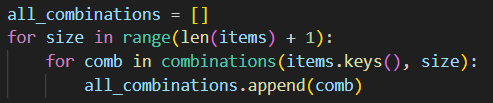 all_combinations = []
for size in range(len(items) + 1):
    for comb in combinations(items.keys(), size):
        all_combinations.append(comb)